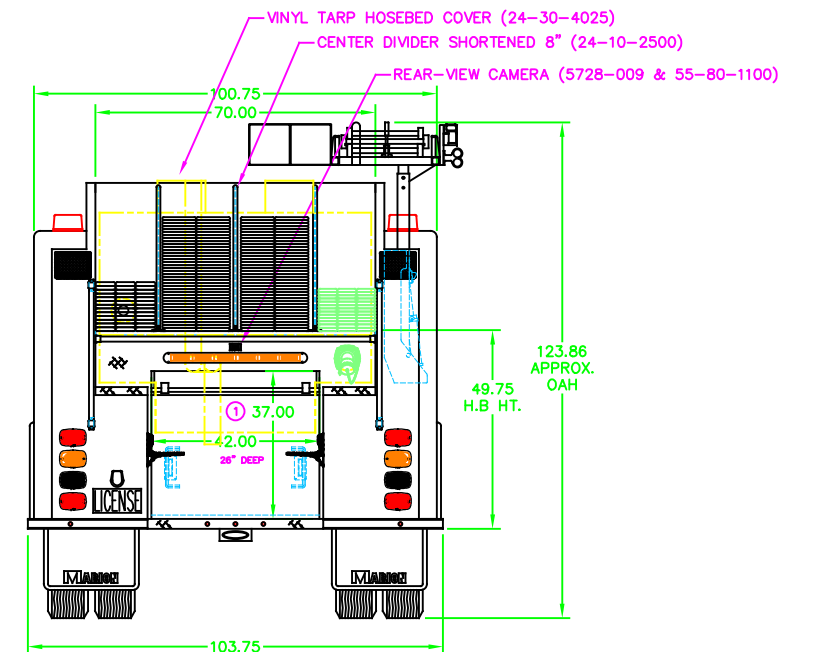 VINYL TARP HOSEBED COVER (24-30-4025)
CENTER DIVIDER SHORTENED 8" (24-10-2500)
REAR-VIEW CAMERA (5728-009 & 55-80-1100)
100.75
70.00
123.86
APPROX.
OAH
49.75
H.B HT.
1 37.00
42.00
26" DEEP
LICENSE
MARION MARION
103.75